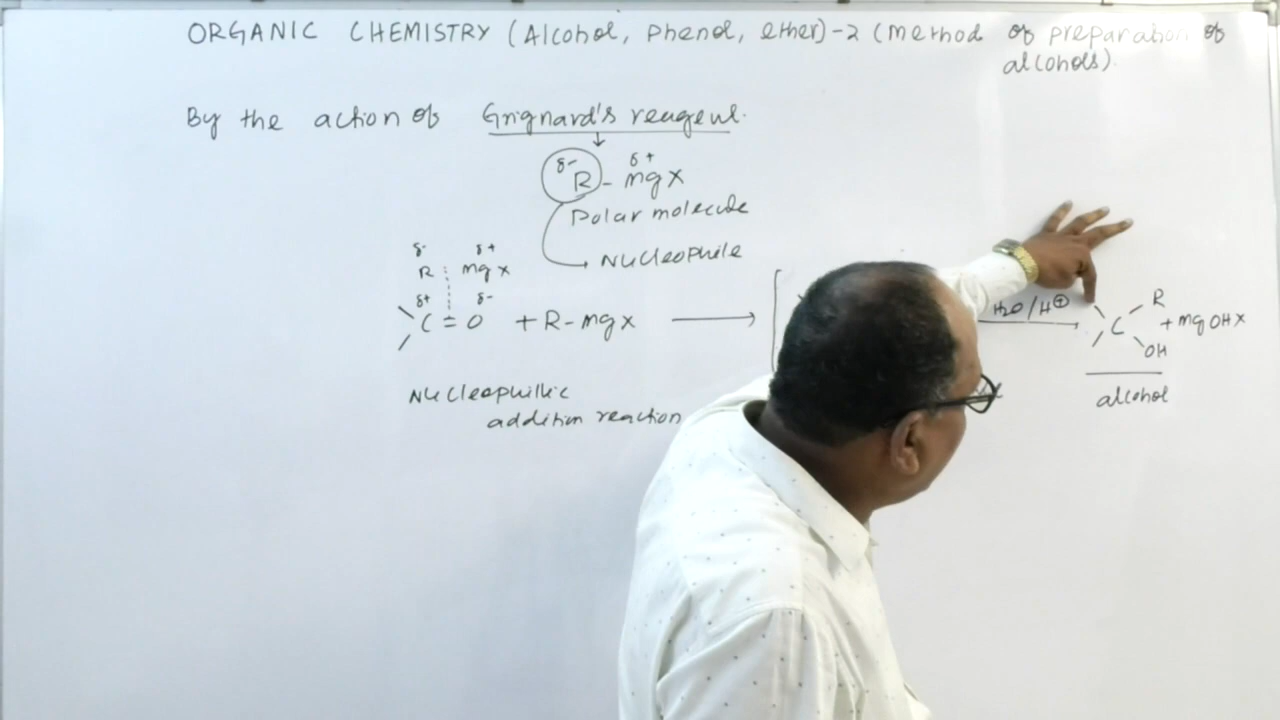 ORGANIC CHEMISTRY (Alcohol, Phenol, ether)-2 (method of preparation of
alcohols).
By the action of Grignard's reagent.
δ- δ+
R - mgx
Polar molecule
Nucleophile
δ- δ+
R mgx
δ+ δ-
C = O + R-mgx H2O/H⊕ C R OH + mgOHx
Nucleophillic
addition reaction
alcohol